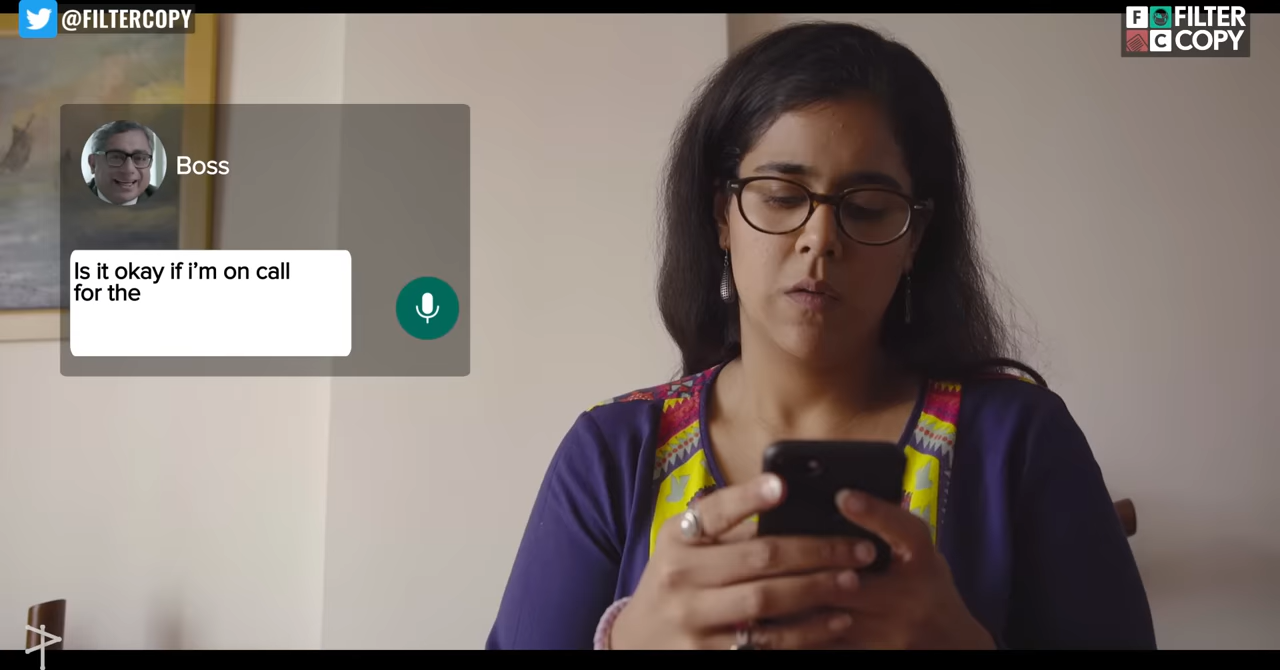 @FILTERCOPY
FILTER
COPY
Boss
Is it okay if i'm on call
for the